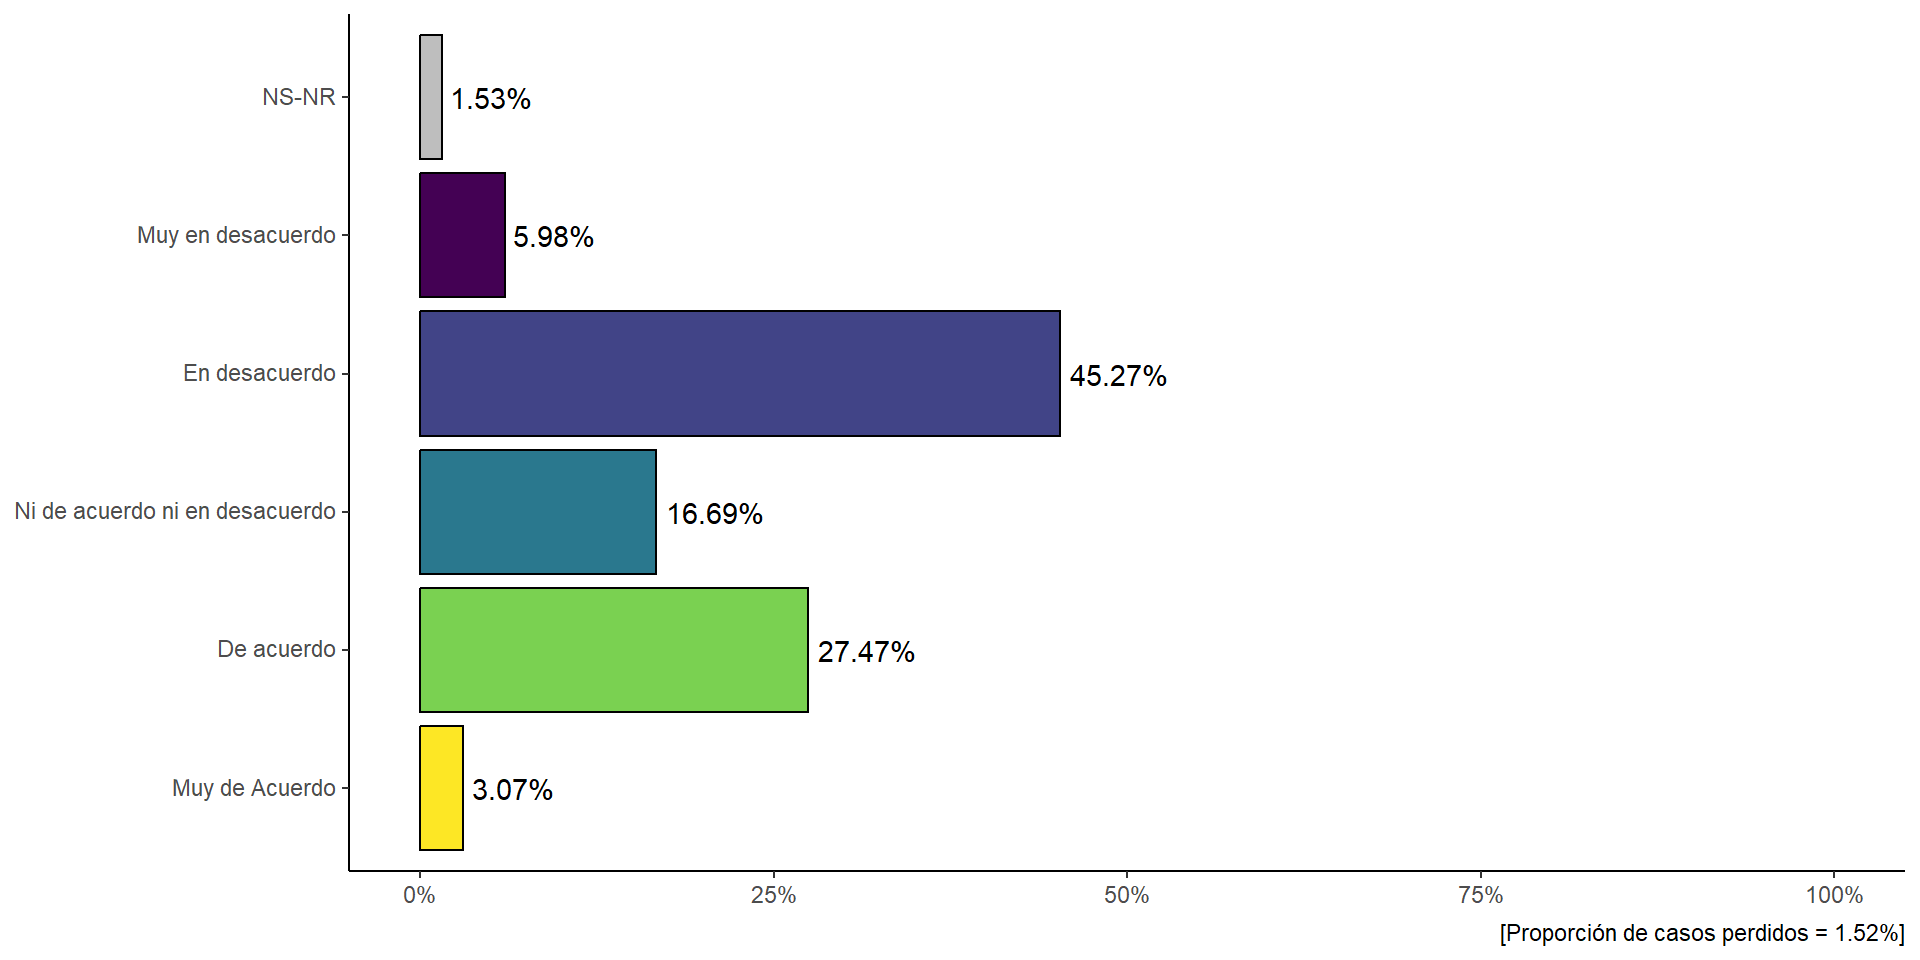 NS-NR
1.53%
Muy en desacuerdo
5.98%
En desacuerdo
45.27%
Ni de acuerdo ni en desacuerdo
16.69%
De acuerdo
27.47%
Muy de Acuerdo
3.07%
0%
25%
50%
75%
100%
[Proporción de casos perdidos = 1.52%]